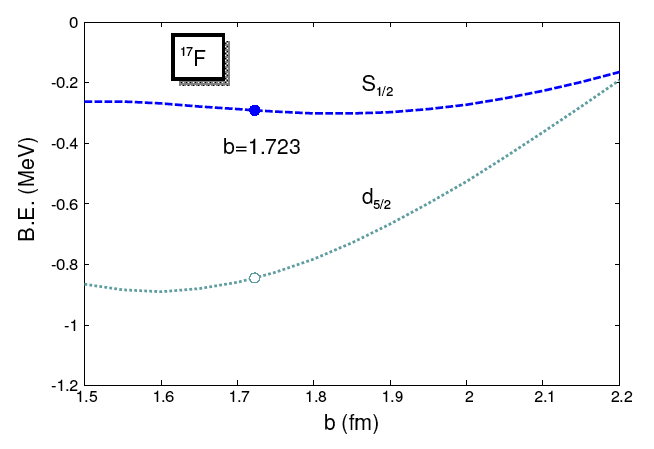 0
-0.2
-0.4
-0.6
-0.8
-1
-1.2
B.E. (MeV)
¹⁷F
S₁/₂
b=1.723
d₅/₂
1.5 1.6 1.7 1.8 1.9 2 2.1 2.2
b (fm)